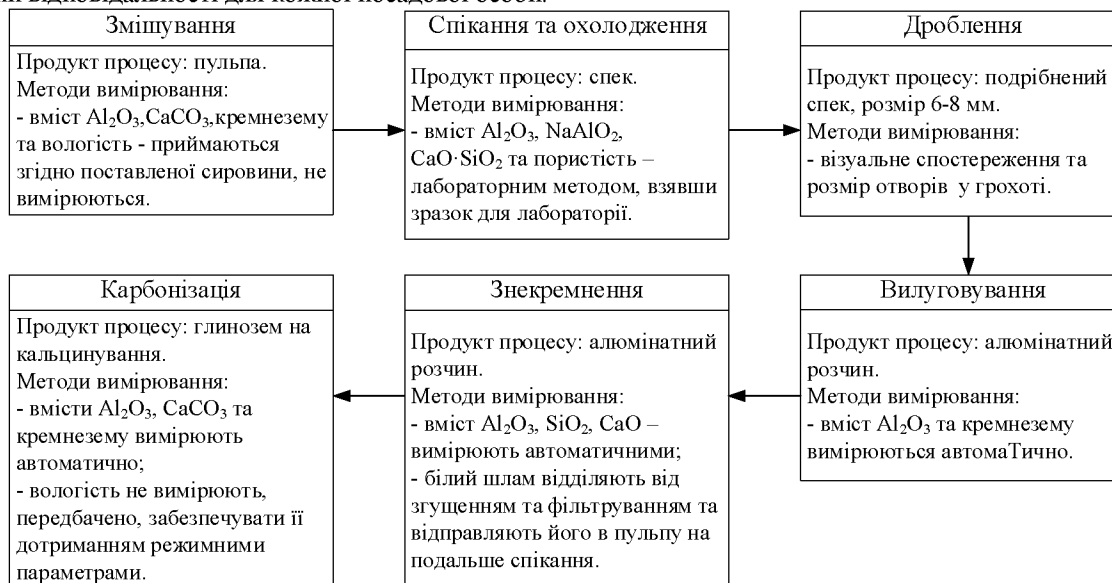 відповідальності для кожної посадової особи.
Змішування
Продукт процесу: пульпа.
Методи вимірювання:
- вміст Al₂O₃,CaCO₃,кремнезему
та вологість - приймаються
згідно поставленої сировини, не
вимірюються.
Спікання та охолодження
Продукт процесу: спек.
Методи вимірювання:
- вміст Al₂O₃, NaAlO₂,
CaO·SiO₂ та пористість –
лабораторним методом, взявши
зразок для лабораторії.
Дроблення
Продукт процесу: подрібнений
спек, розмір 6-8 мм.
Методи вимірювання:
- візуальне спостереження та
розмір отворів у грохоті.
Карбонізація
Продукт процесу: глинозем на
кальцинування.
Методи вимірювання:
- вмісти Al₂O₃, CaCO₃ та
кремнезему вимірюють
автоматично;
- вологість не вимірюють,
передбачено, забезпечувати її
дотриманням режимними
параметрами.
Знекремнення
Продукт процесу: алюмінатний
розчин.
Методи вимірювання:
- вміст Al₂O₃, SiO₂, CaO –
вимірюють автоматичними;
- білий шлам відділяють від
згущенням та фільтруванням та
відправляють його в пульпу на
подальше спікання.
Вилуговування
Продукт процесу: алюмінатний
розчин.
Методи вимірювання:
- вміст Al₂O₃ та кремнезему
вимірюються автомаТично.